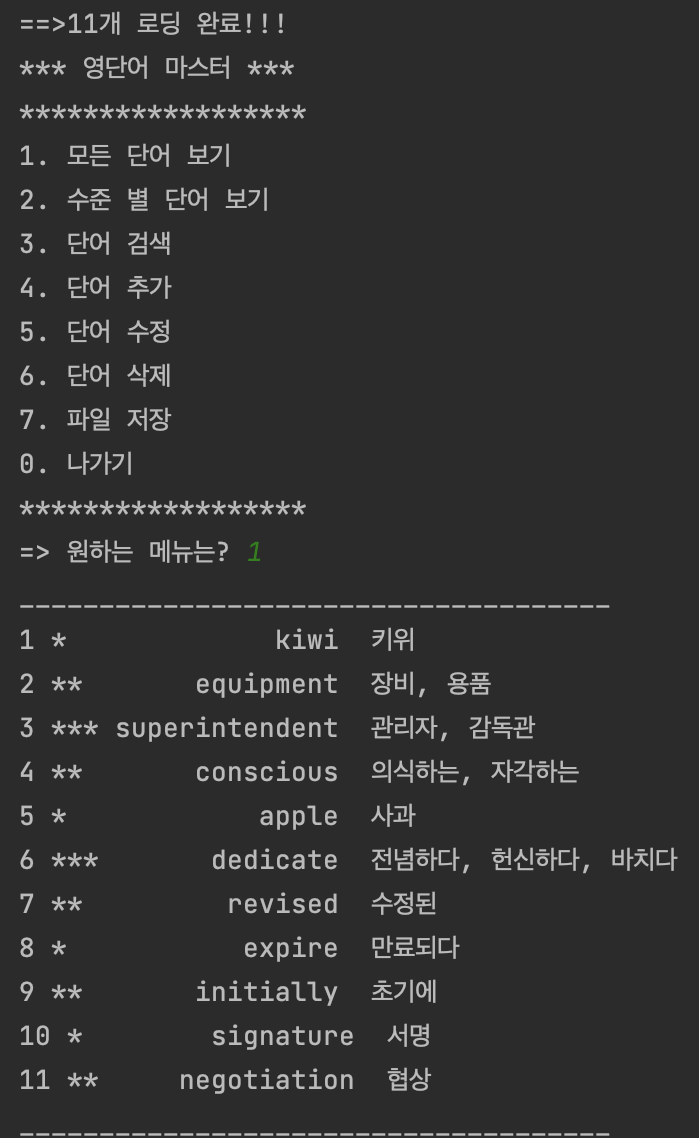 ==>11개 로딩 완료!!!
*** 영단어 마스터 ***
******************
1. 모든 단어 보기
2. 수준 별 단어 보기
3. 단어 검색
4. 단어 추가
5. 단어 수정
6. 단어 삭제
7. 파일 저장
0. 나가기
******************
=> 원하는 메뉴는? 1
-------------------------------------
1 *             kiwi  키위
2 **       equipment  장비, 용품
3 *** superintendent  관리자, 감독관
4 **       conscious  의식하는, 자각하는
5 *            apple  사과
6 ***       dedicate  전념하다, 헌신하다, 바치다
7 **         revised  수정된
8 *           expire  만료되다
9 **       initially  초기에
10 *        signature  서명
11 **     negotiation  협상
-------------------------------------